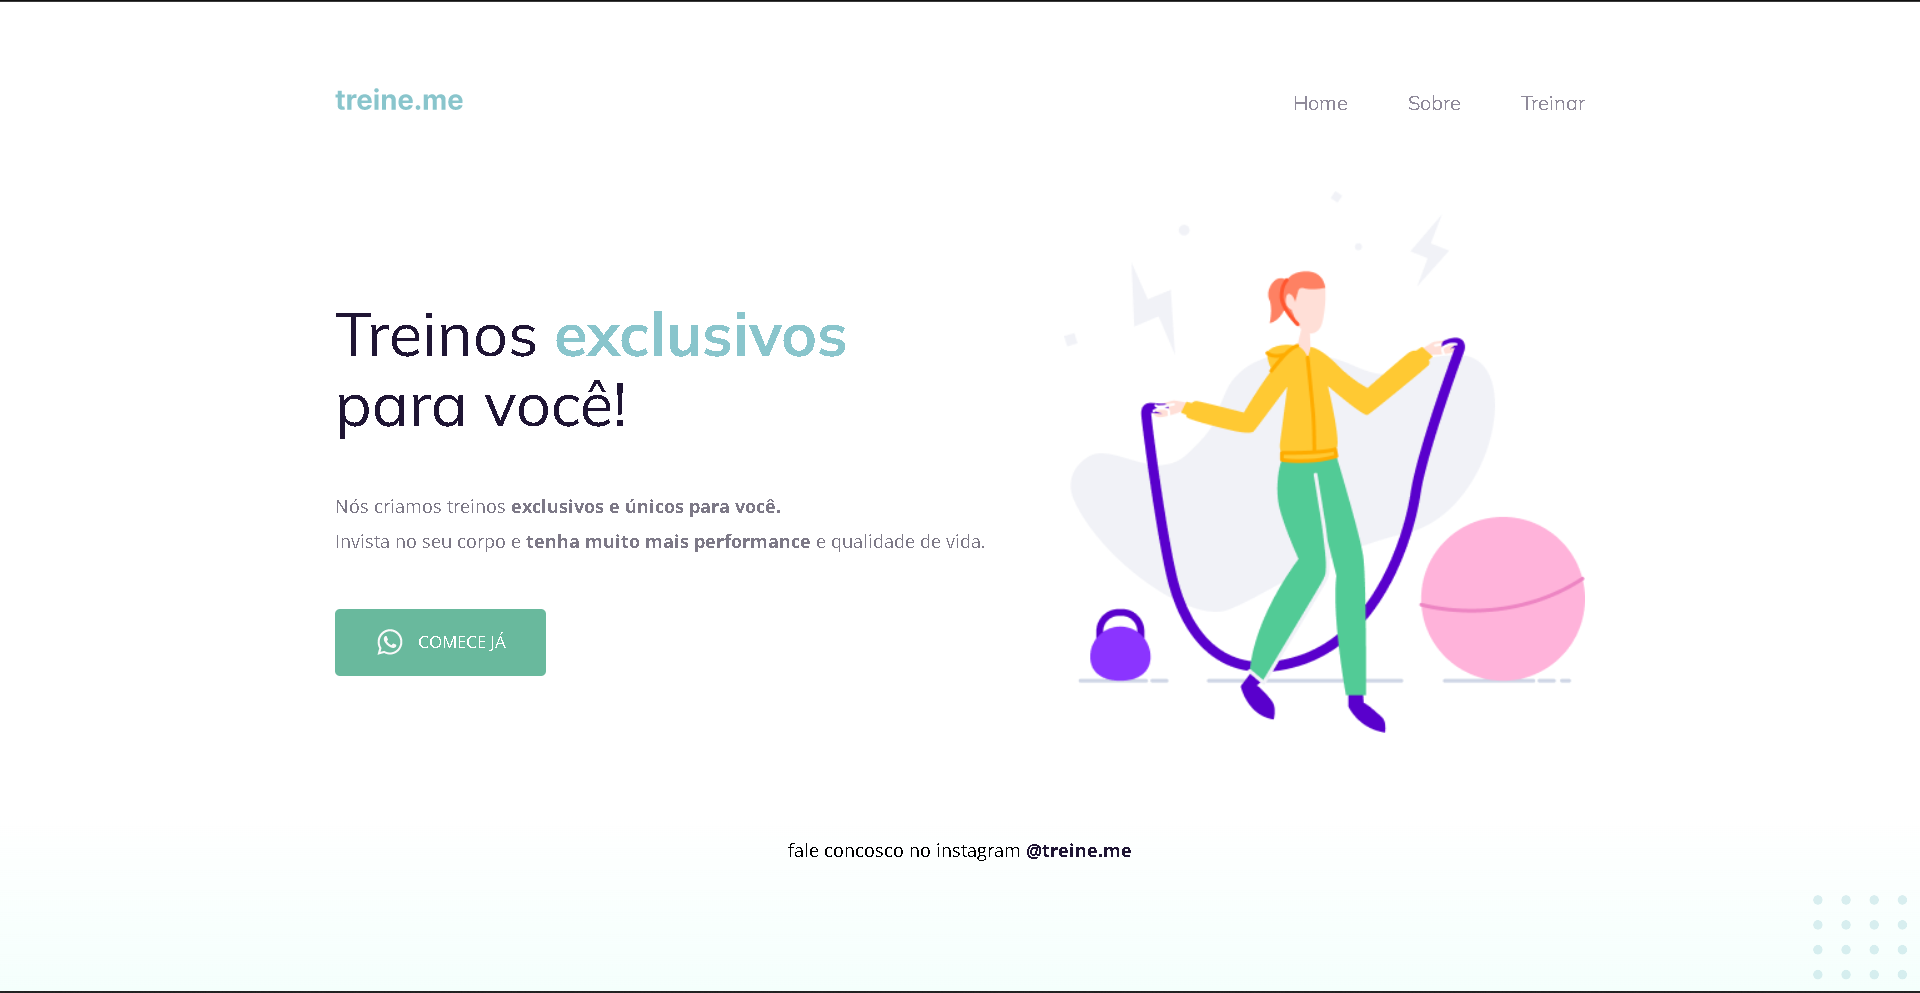 treine.me
Home Sobre Treinar
Treinos exclusivos
para você!
Nós criamos treinos exclusivos e únicos para você.
Invista no seu corpo e tenha muito mais performance e qualidade de vida.
COMECE JÁ
fale concosco no instagram @treine.me